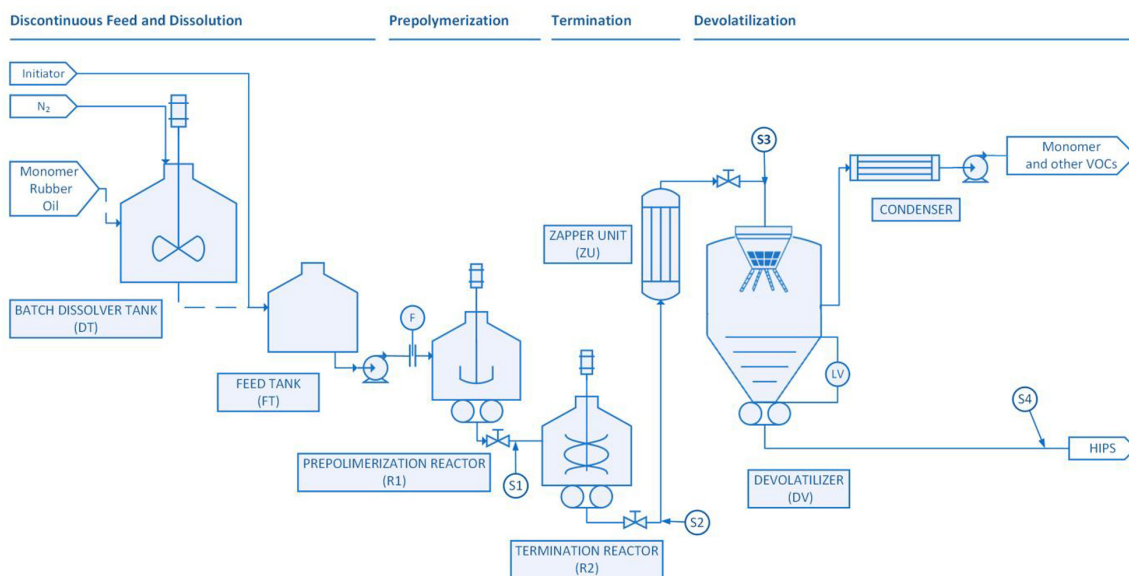 Discontinuous Feed and Dissolution
Prepolymerization
Termination
Devolatilization
Initiator
N₂
Monomer
Rubber
Oil
BATCH DISSOLVER TANK
(DT)
FEED TANK
(FT)
F
PREPOLIMERIZATION REACTOR
(R1)
S1
TERMINATION REACTOR
(R2)
S2
ZAPPER UNIT
(ZU)
S3
CONDENSER
Monomer
and other VOCs
LV
DEVOLATILIZER
(DV)
S4
HIPS